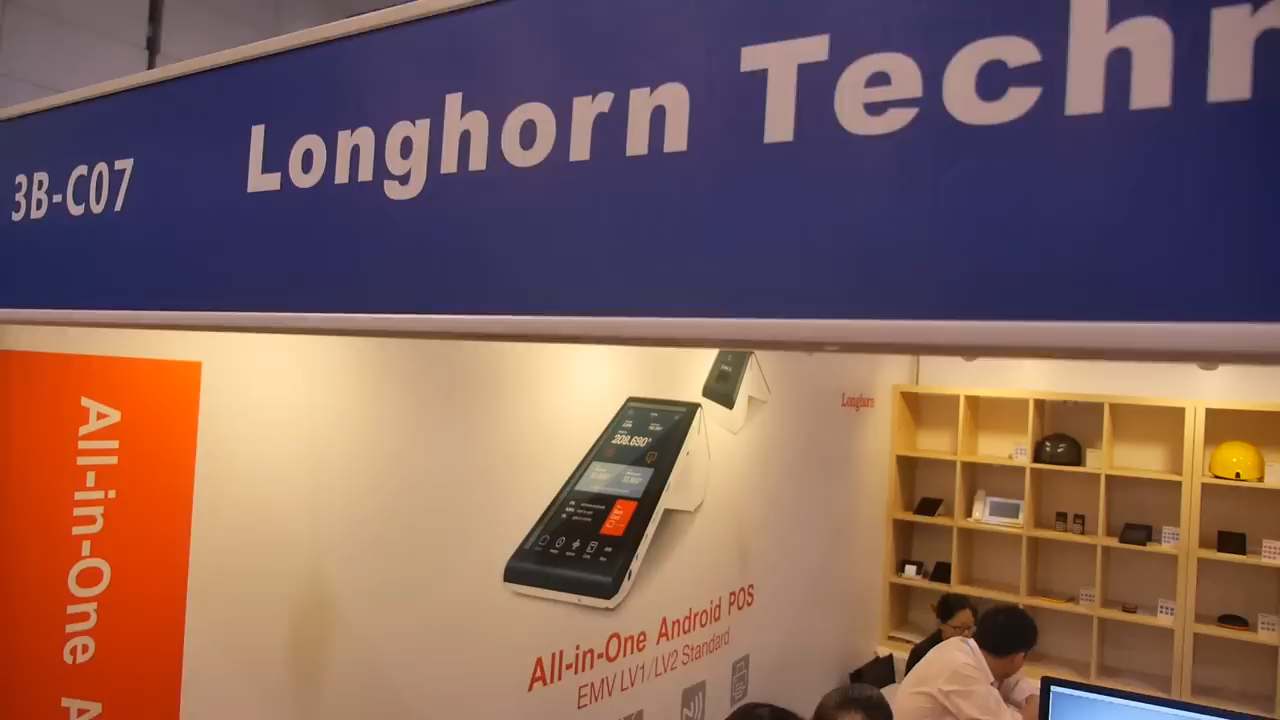 3B-C07
Longhorn Techn
All-in-One A
Longhorn
208.690
All-in-One Android POS
EMV LV1/LV2 Standard